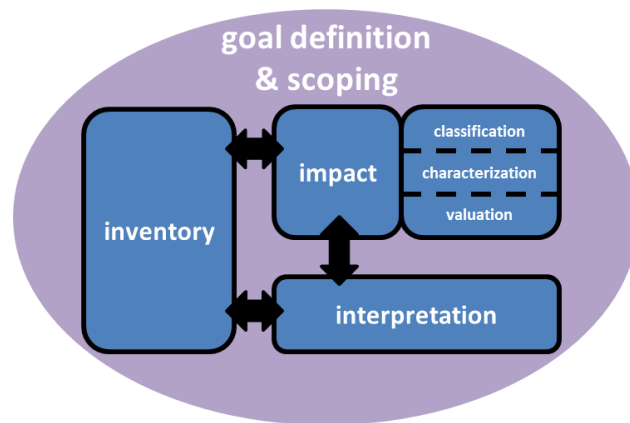 goal definition
& scoping
inventory
impact
classification
characterization
valuation
interpretation